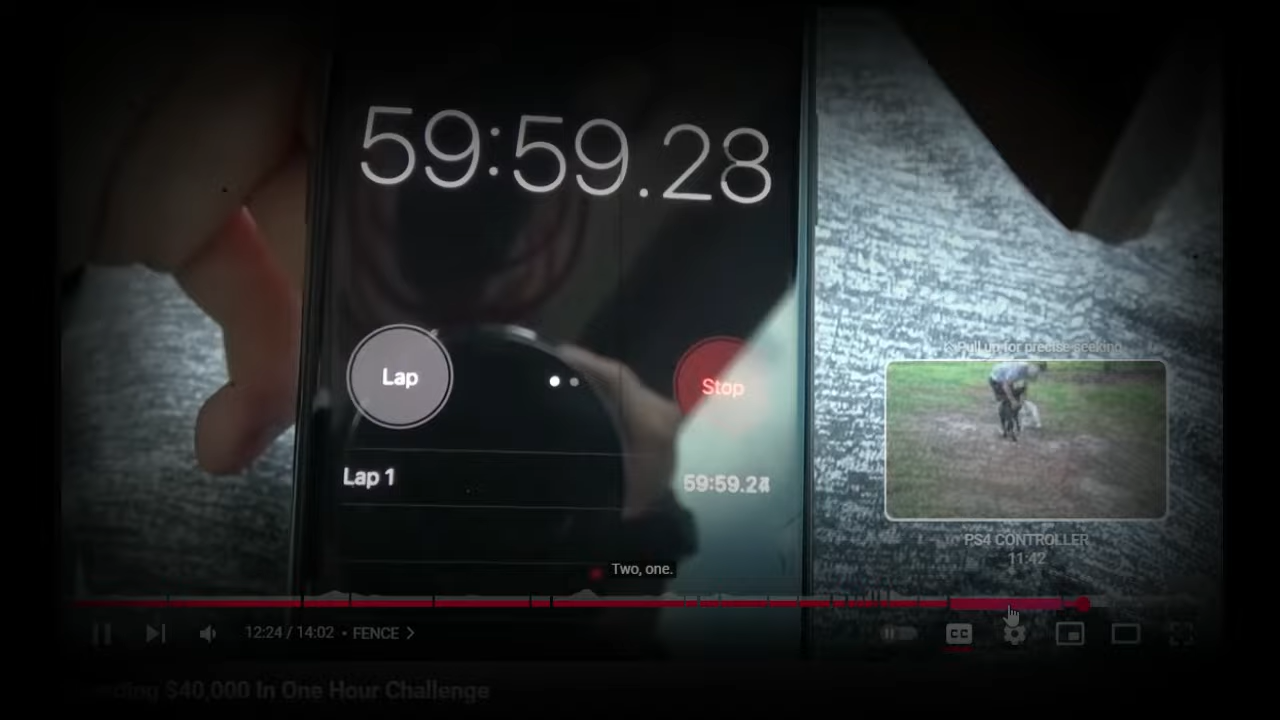 59:59.28
Lap
Stop
Lap 1
59:59.28
Pull up for precise seeking
PS4 CONTROLLER
11:42
Two, one.
12:24 / 14:02 • FENCE
CC
$40,000 In One Hour Challenge